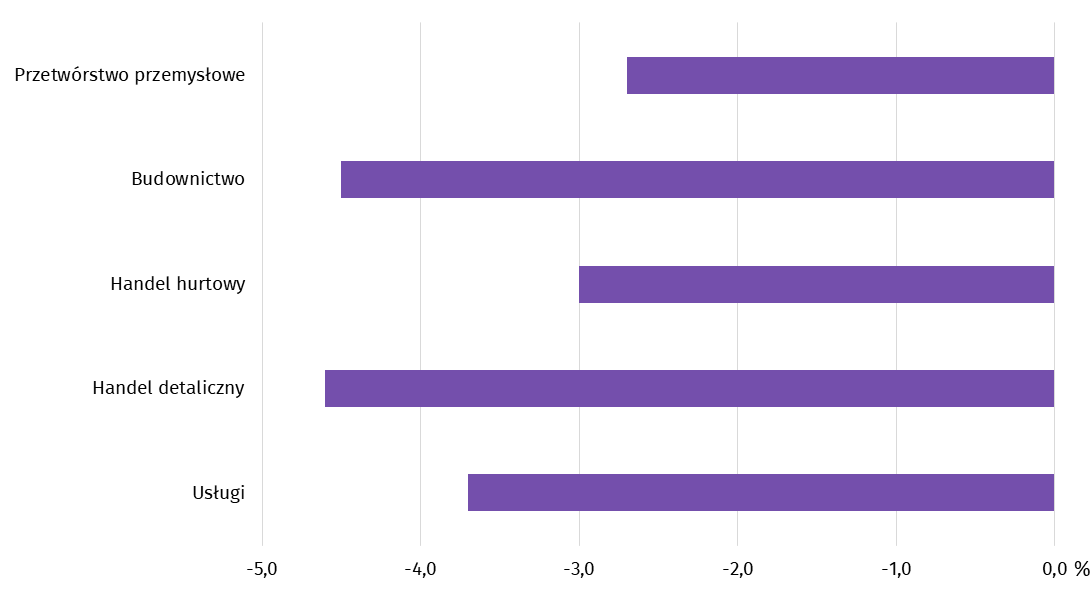 Przetwórstwo przemysłowe
Budownictwo
Handel hurtowy
Handel detaliczny
Usługi
-5,0 -4,0 -3,0 -2,0 -1,0 0,0 %